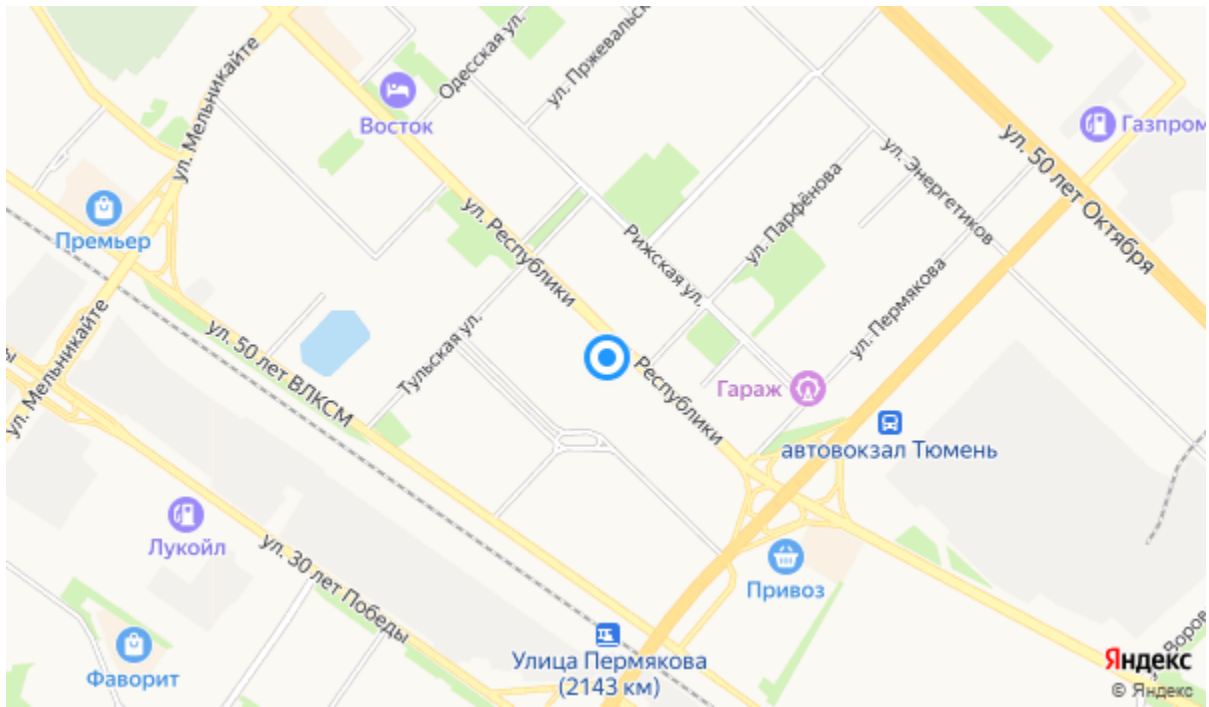 Одесская ул.
ул. Пржевальск
ул. Мельникайте
Восток
Газпром
ул. 50 лет Октября
ул. Энергетиков
ул. Парфёнова
Премьер
ул. Республики
Рижская ул.
ул. Пермякова
ул. Мельникайте
ул. 50 лет ВЛКСМ
Тульская ул.
Республики
Гараж
автовокзал Тюмень
Лукойл
ул. 30 лет Победы
Привоз
Фаворит
Улица Пермякова
(2143 км)
Воров
Яндекс
© Яндекс